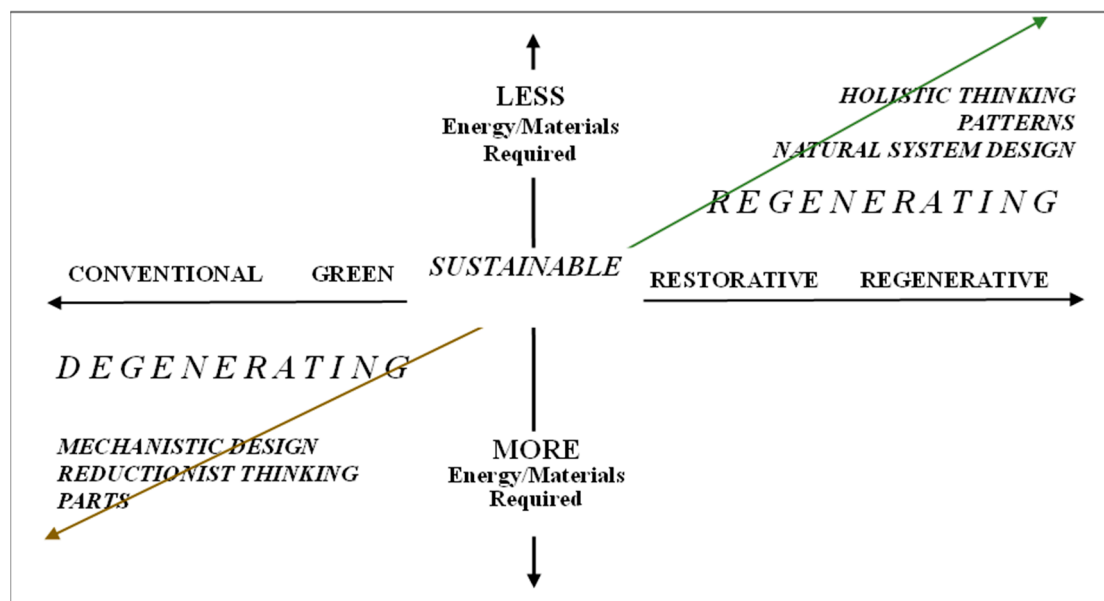 LESS
Energy/Materials
Required
HOLISTIC THINKING
PATTERNS
NATURAL SYSTEM DESIGN
REGENERATING
CONVENTIONAL GREEN SUSTAINABLE RESTORATIVE REGENERATIVE
DEGENERATING
MECHANISTIC DESIGN
REDUCTIONIST THINKING
PARTS
MORE
Energy/Materials
Required